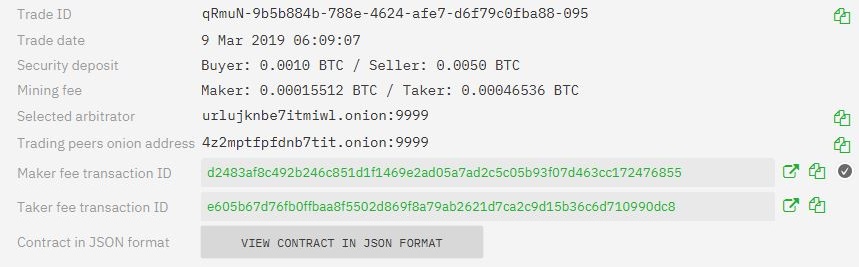 Trade ID qRmuN-9b5b884b-788e-4624-afe7-d6f79c0fba88-095
Trade date 9 Mar 2019 06:09:07
Security deposit Buyer: 0.0010 BTC / Seller: 0.0050 BTC
Mining fee Maker: 0.00015512 BTC / Taker: 0.00046536 BTC
Selected arbitrator urlujknbe7itmiwl.onion:9999
Trading peers onion address 4z2mptfpfdnb7tit.onion:9999
Maker fee transaction ID d2483af8c492b246c851d1f1469e2ad05a7ad2c5c05b93f07d463cc172476855
Taker fee transaction ID e605b67d76fb0ffbaa8f5502d869f8a79ab2621d7ca2c9d15b36c6d710990dc8
Contract in JSON format VIEW CONTRACT IN JSON FORMAT